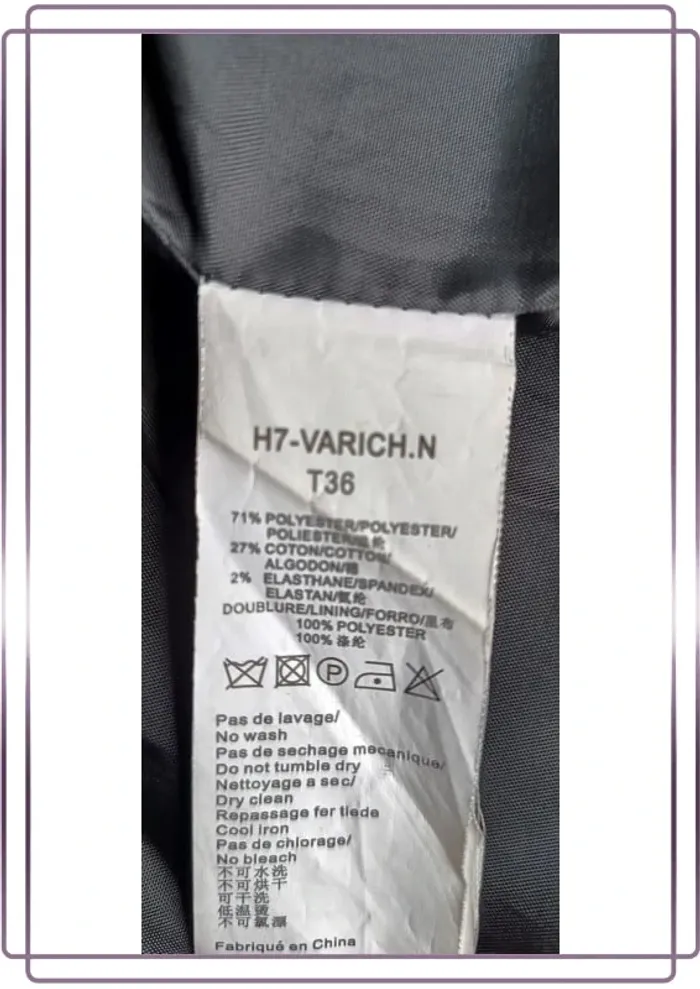 H7-VARICH.N
T36
71% POLYESTER/POLYESTER/
POLIESTER/涤纶
27% COTON/COTTON/
ALGODON/棉
2% ELASTHANE/SPANDEX/
ELASTAN/氨纶
DOUBLURE/LINING/FORRO/里布
100% POLYESTER
100% 涤纶
P
Pas de lavage/
No wash
Pas de sechage mecanique/
Do not tumble dry
Nettoyage a sec/
Dry clean
Repassage fer tiede
Cool iron
Pas de chlorage/
No bleach
不可水洗
不可烘干
可干洗
低温烫
不可氯漂
Fabriqué en China